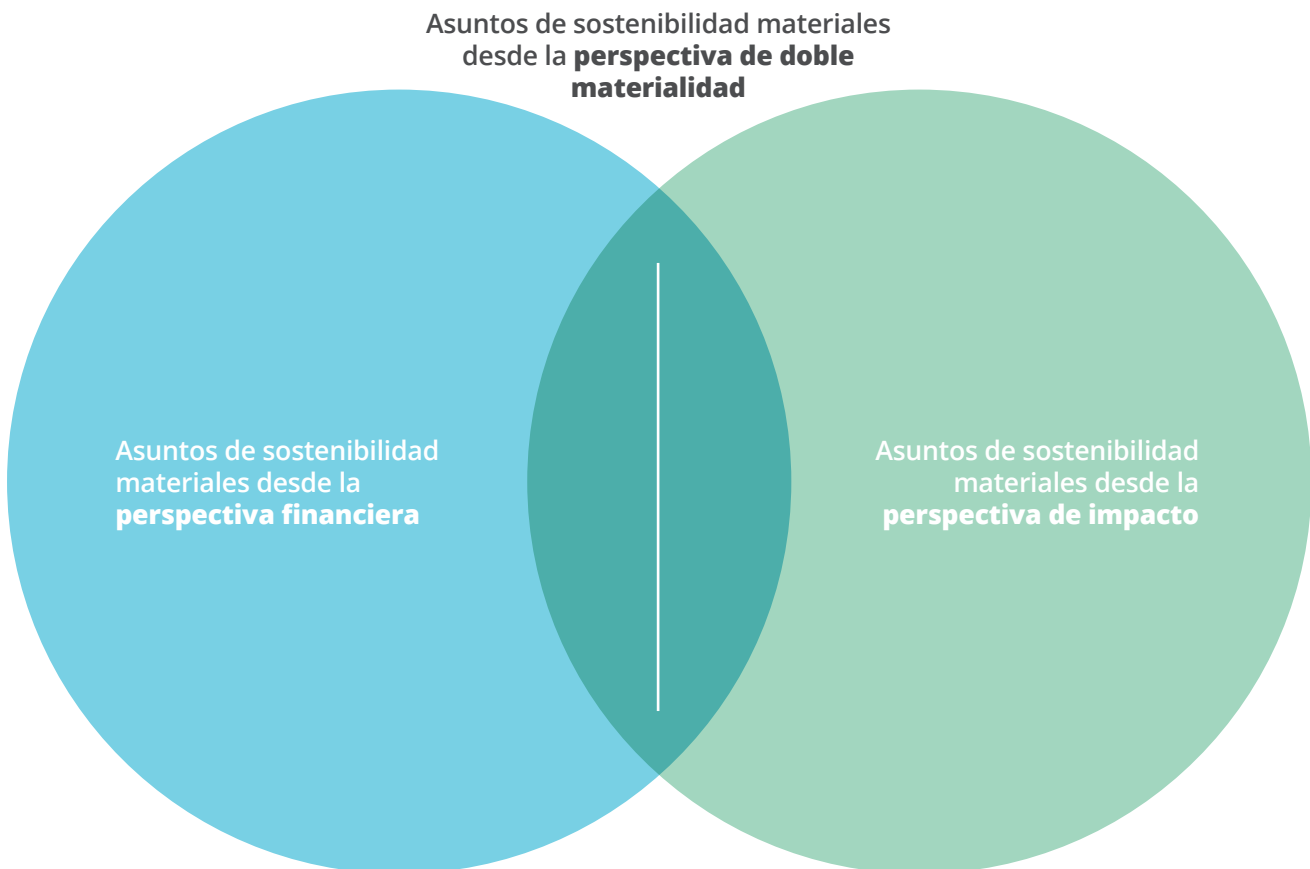 Asuntos de sostenibilidad materiales
desde la perspectiva de doble
materialidad
Asuntos de sostenibilidad
materiales desde la
perspectiva financiera
Asuntos de sostenibilidad
materiales desde la
perspectiva de impacto